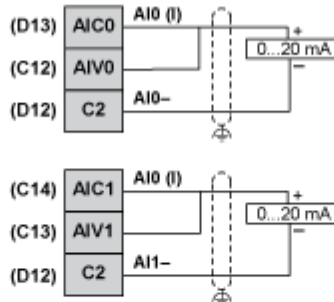 (D13) AIC0 AI0 (I)
+
0...20 mA
(C12) AIV0
–
(D12) C2 AI0–
(C14) AIC1 AI0 (I)
+
0...20 mA
(C13) AIV1
–
(D12) C2 AI1–